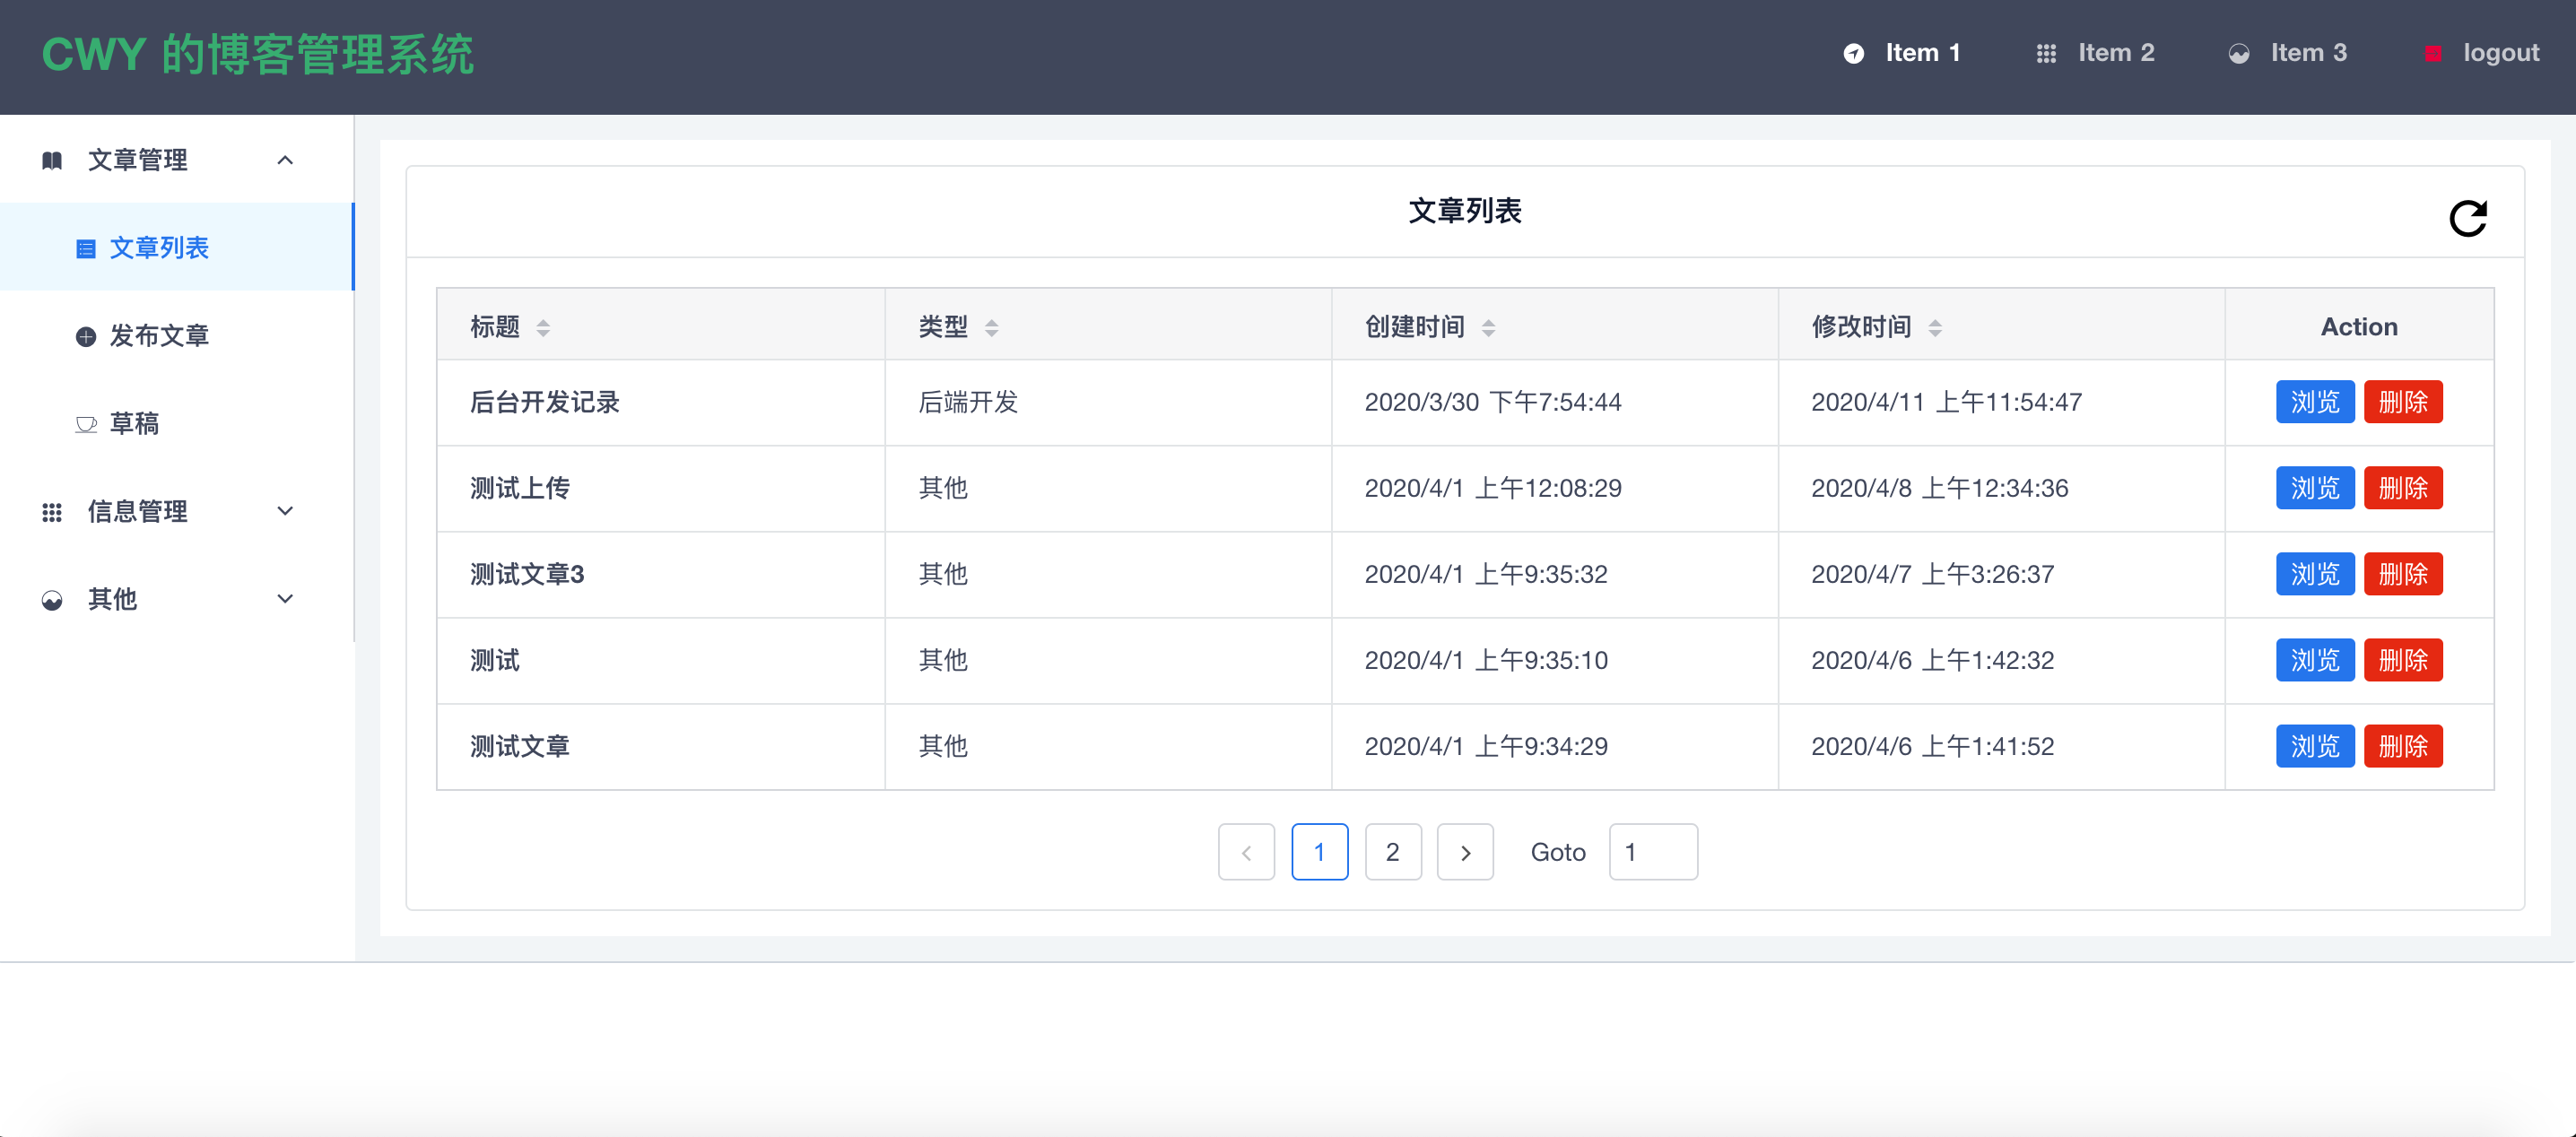 CWY 的博客管理系统
Item 1 Item 2 Item 3 logout
文章管理
文章列表
发布文章
草稿
信息管理
其他
文章列表
标题 类型 创建时间 修改时间 Action
后台开发记录 后端开发 2020/3/30 下午7:54:44 2020/4/11 上午11:54:47 浏览 删除
测试上传 其他 2020/4/1 上午12:08:29 2020/4/8 上午12:34:36 浏览 删除
测试文章3 其他 2020/4/1 上午9:35:32 2020/4/7 上午3:26:37 浏览 删除
测试 其他 2020/4/1 上午9:35:10 2020/4/6 上午1:42:32 浏览 删除
测试文章 其他 2020/4/1 上午9:34:29 2020/4/6 上午1:41:52 浏览 删除
1 2 Goto 1